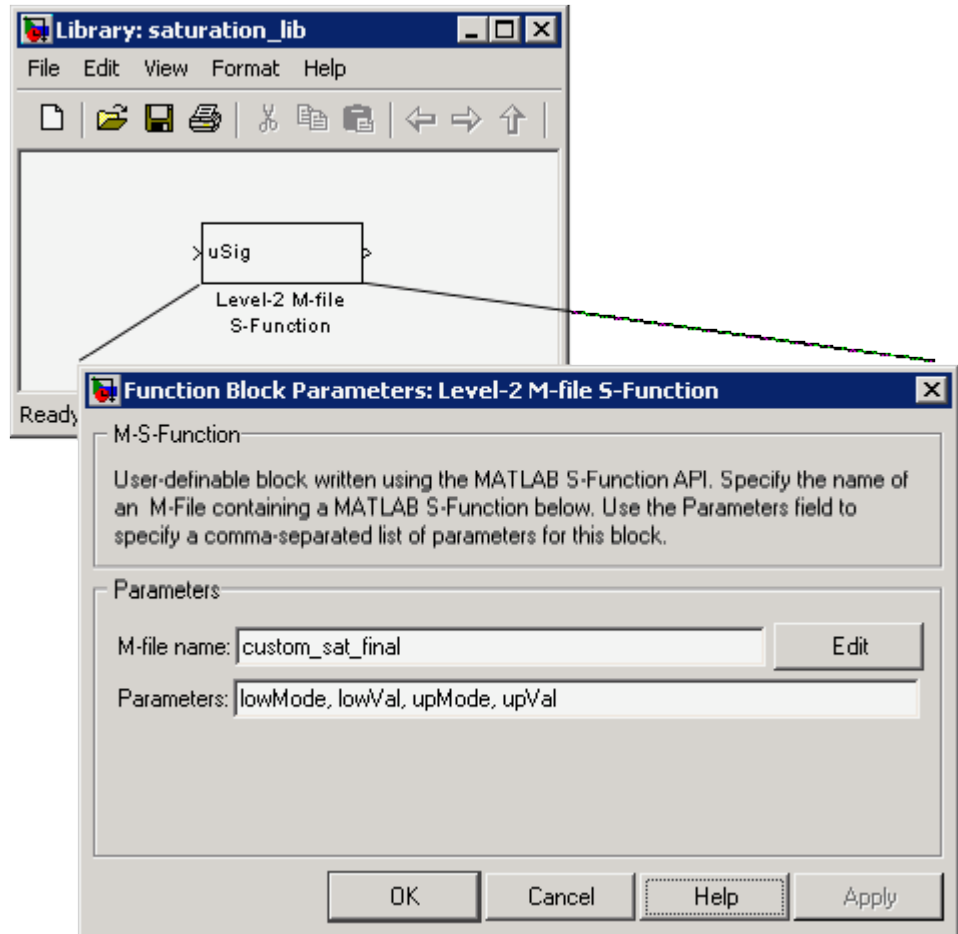 Library: saturation_lib
File Edit View Format Help
uSig
Level-2 M-file
S-Function
Ready
Function Block Parameters: Level-2 M-file S-Function
M-S-Function
User-definable block written using the MATLAB S-Function API. Specify the name of
an M-File containing a MATLAB S-Function below. Use the Parameters field to
specify a comma-separated list of parameters for this block.
Parameters
M-file name: custom_sat_final Edit
Parameters: lowMode, lowVal, upMode, upVal
OK Cancel Help Apply